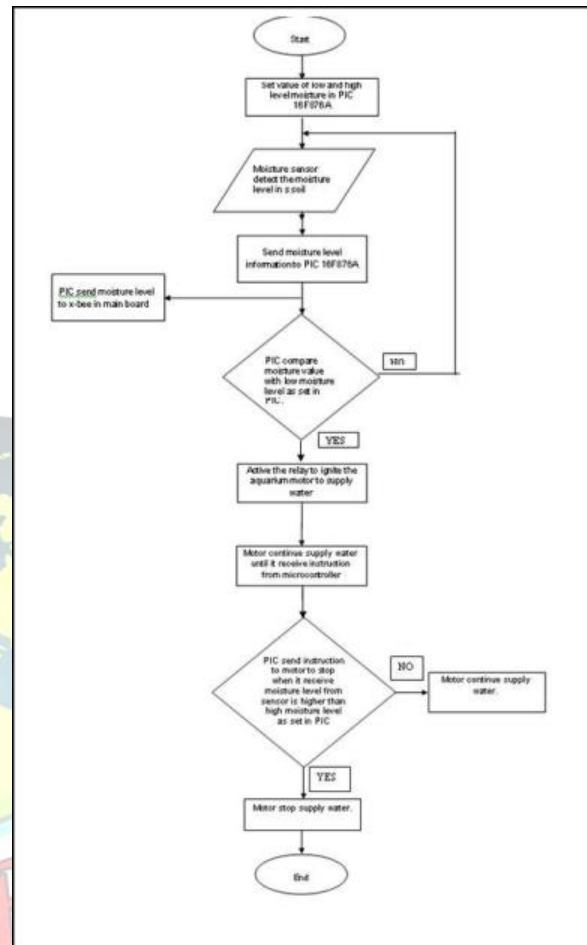 Start
Set value of low and high
level moisture in PIC
16F876A
Moisture sensor
detect the moisture
level in s soil
Send moisture level
information to PIC 16F876A
PIC send moisture level
to x-bee in main board
PIC compare
moisture value
with low moisture
level as set in
PIC.
YES
Active the relay to ignite the
aquarium motor to supply
water
Motor continue supply water
until it receive instruction
from microcontroller
PIC send instruction
to motor to stop
when it receive
moisture level from
sensor is higher than
high moisture level
as set in PIC
NO
Motor continue supply
water.
YES
Motor stop supply water.
End